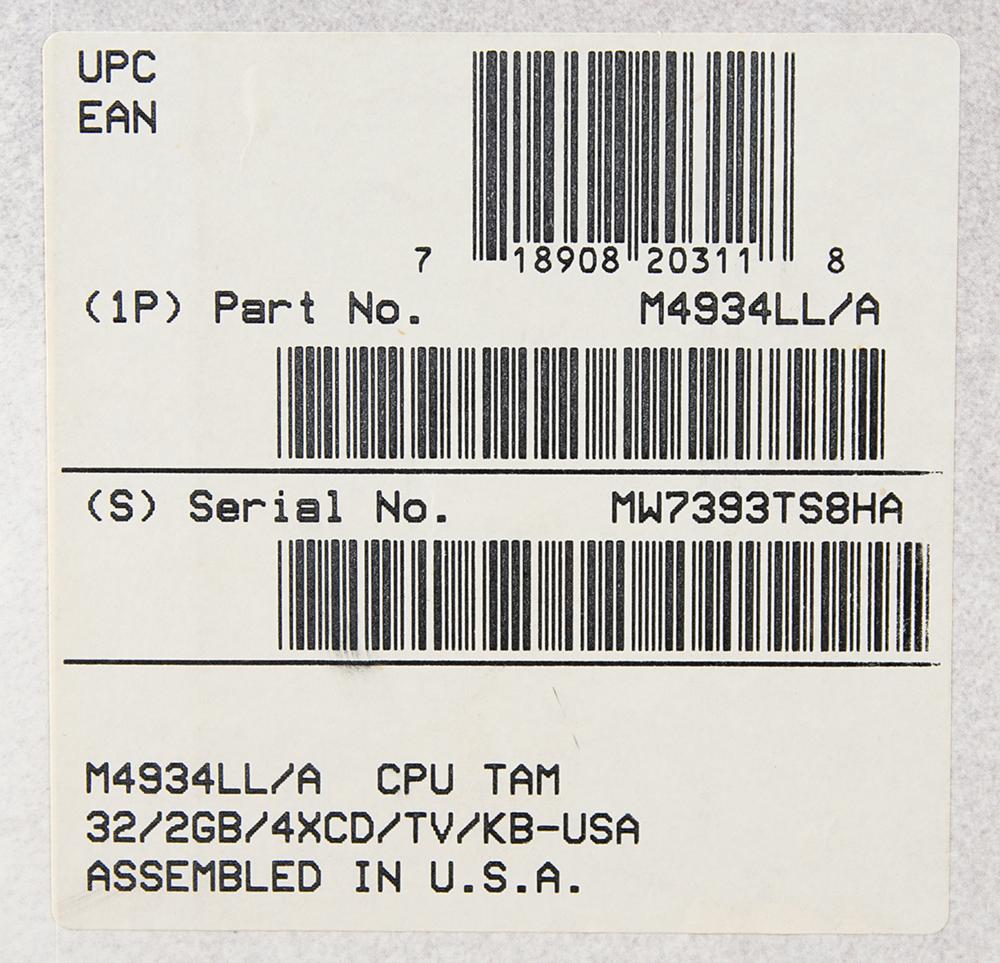 UPC
EAN
7 18908 20311 8
(1P) Part No. M4934LL/A
(S) Serial No. MW7393TS8HA
M4934LL/A CPU TAM
32/2GB/4XCD/TV/KB-USA
ASSEMBLED IN U.S.A.